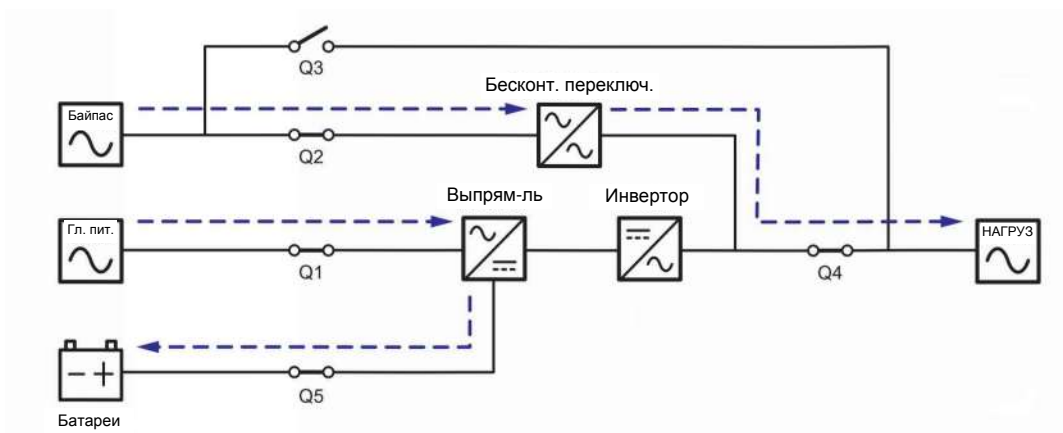 Q3
Бесконт. переключ.
Байпас
Q2
Выпрям-ль
Инвертор
Гл. пит.
НАГРУЗ
Q1
Q4
Q5
Батареи